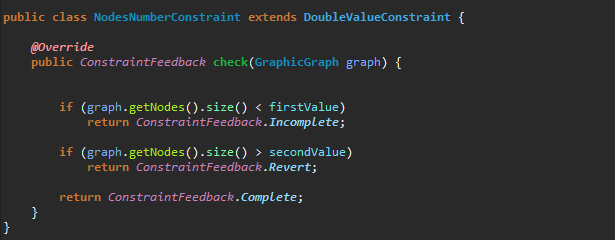 public class NodesNumberConstraint extends DoubleValueConstraint {
@Override
public ConstraintFeedback check(GraphicGraph graph) {
if (graph.getNodes().size() < firstValue)
return ConstraintFeedback.Incomplete;
if (graph.getNodes().size() > secondValue)
return ConstraintFeedback.Revert;
return ConstraintFeedback.Complete;
}
}